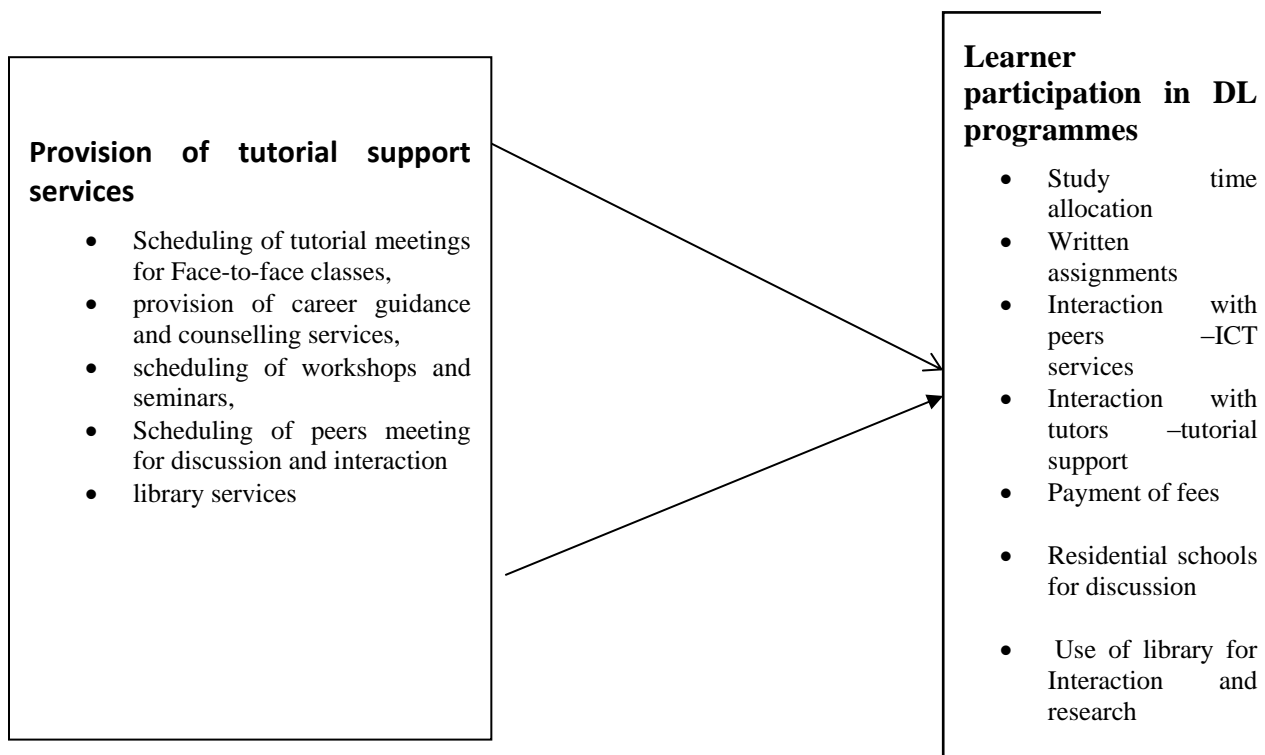 Provision of tutorial support
services
• Scheduling of tutorial meetings
for Face-to-face classes,
• provision of career guidance
and counselling services,
• scheduling of workshops and
seminars,
• Scheduling of peers meeting
for discussion and interaction
• library services
Learner
participation in DL
programmes
• Study time
allocation
• Written
assignments
• Interaction with
peers –ICT
services
• Interaction with
tutors –tutorial
support
• Payment of fees
• Residential schools
for discussion
• Use of library for
Interaction and
research